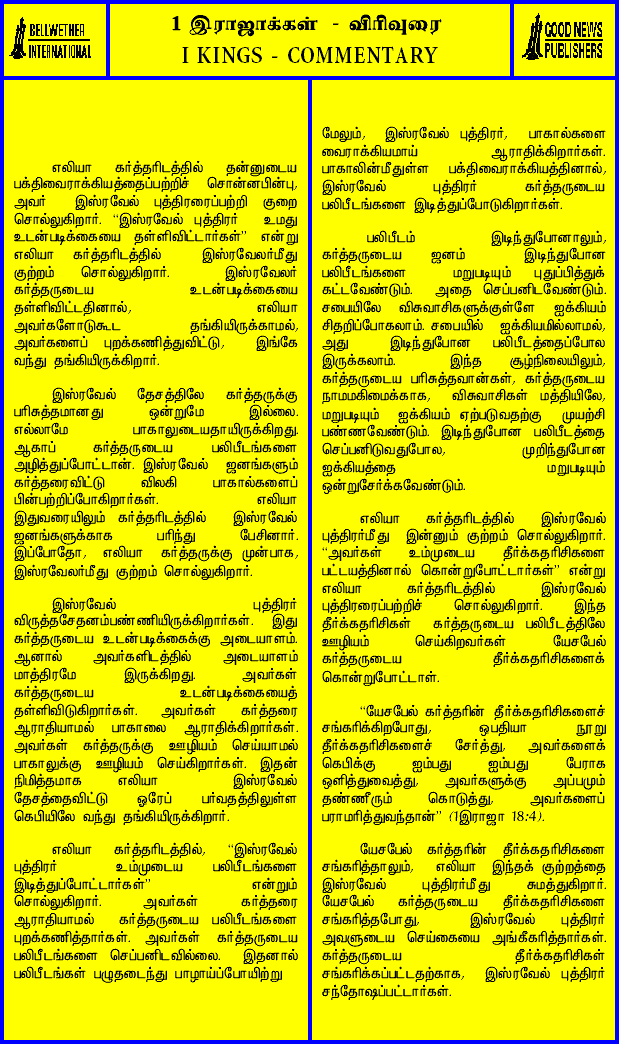 BELLWETHER
INTERNATIONAL
1 இராஜாக்கள் - விரிவுரை
I KINGS - COMMENTARY
GOOD NEWS
PUBLISHERS
எலியா கர்த்தரிடத்தில் தன்னுடைய
பக்திவைராக்கியத்தைப்பற்றிச் சொன்னபின்பு,
அவர் இஸ்ரவேல் புத்திரரைப்பற்றி குறை
சொல்லுகிறார். “இஸ்ரவேல் புத்திரர் உமது
உடன்படிக்கையை தள்ளிவிட்டார்கள்” என்று
எலியா கர்த்தரிடத்தில் இஸ்ரவேலர்மீது
குற்றம் சொல்லுகிறார். இஸ்ரவேலர்
கர்த்தருடைய உடன்படிக்கையை
தள்ளிவிட்டதினால், எலியா
அவர்களோடுகூட தங்கியிருக்காமல்,
அவர்களைப் புறக்கணித்துவிட்டு, இங்கே
வந்து தங்கியிருக்கிறார்.
இஸ்ரவேல் தேசத்திலே கர்த்தருக்கு
பரிசுத்தமானது ஒன்றுமே இல்லை.
எல்லாமே பாகாலுடையதாயிருக்கிறது.
ஆகாப் கர்த்தருடைய பலிபீடங்களை
அழித்துப்போட்டான். இஸ்ரவேல் ஜனங்களும்
கர்த்தரைவிட்டு விலகி பாகால்களைப்
பின்பற்றிப்போகிறார்கள். எலியா
இதுவரையிலும் கர்த்தரிடத்தில் இஸ்ரவேல்
ஜனங்களுக்காக பரிந்து பேசினார்.
இப்போதோ, எலியா கர்த்தருக்கு முன்பாக,
இஸ்ரவேலர்மீது குற்றம் சொல்லுகிறார்.
இஸ்ரவேல் புத்திரர்
விருத்தசேதனம்பண்ணியிருக்கிறார்கள். இது
கர்த்தருடைய உடன்படிக்கைக்கு அடையாளம்.
ஆனால் அவர்களிடத்தில் அடையாளம்
மாத்திரமே இருக்கிறது. அவர்கள்
கர்த்தருடைய உடன்படிக்கையைத்
தள்ளிவிடுகிறார்கள். அவர்கள் கர்த்தரை
ஆராதியாமல் பாகாலை ஆராதிக்கிறார்கள்.
அவர்கள் கர்த்தருக்கு ஊழியம் செய்யாமல்
பாகாலுக்கு ஊழியம் செய்கிறார்கள். இதன்
நிமித்தமாக எலியா இஸ்ரவேல்
தேசத்தைவிட்டு ஓரேப் பர்வதத்திலுள்ள
கெபியிலே வந்து தங்கியிருக்கிறார்.
எலியா கர்த்தரிடத்தில், “இஸ்ரவேல்
புத்திரர் உம்முடைய பலிபீடங்களை
இடித்துப்போட்டார்கள்” என்றும்
சொல்லுகிறார். அவர்கள் கர்த்தரை
ஆராதியாமல் கர்த்தருடைய பலிபீடங்களை
புறக்கணித்தார்கள். அவர்கள் கர்த்தருடைய
பலிபீடங்களை செப்பனிடவில்லை. இதனால்
பலிபீடங்கள் பழுதடைந்து பாழாய்ப்போயிற்று
மேலும், இஸ்ரவேல் புத்திரர், பாகால்களை
வைராக்கியமாய் ஆராதிக்கிறார்கள்.
பாகாலின்மீதுள்ள பக்திவைராக்கியத்தினால்,
இஸ்ரவேல் புத்திரர் கர்த்தருடைய
பலிபீடங்களை இடித்துப்போடுகிறார்கள்.
பலிபீடம் இடிந்துபோனாலும்,
கர்த்தருடைய ஜனம் இடிந்துபோன
பலிபீடங்களை மறுபடியும் புதுப்பித்துக்
கட்டவேண்டும். அதை செப்பனிடவேண்டும்.
சபையிலே விசுவாசிகளுக்குள்ளே ஐக்கியம்
சிதறிப்போகலாம். சபையில் ஐக்கியமில்லாமல்,
அது இடிந்துபோன பலிபீடத்தைப்போல
இருக்கலாம். இந்த சூழ்நிலையிலும்,
கர்த்தருடைய பரிசுத்தவான்கள், கர்த்தருடைய
நாமமகிமைக்காக, விசுவாசிகள் மத்தியிலே,
மறுபடியும் ஐக்கியம் ஏற்படுவதற்கு முயற்சி
பண்ணவேண்டும். இடிந்துபோன பலிபீடத்தை
செப்பனிடுவதுபோல, முறிந்துபோன
ஐக்கியத்தை மறுபடியும்
ஒன்றுசேர்க்கவேண்டும்.
எலியா கர்த்தரிடத்தில் இஸ்ரவேல்
புத்திரர்மீது இன்னும் குற்றம் சொல்லுகிறார்.
“அவர்கள் உம்முடைய தீர்க்கதரிசிகளை
பட்டயத்தினால் கொன்றுபோட்டார்கள்” என்று
எலியா கர்த்தரிடத்தில் இஸ்ரவேல்
புத்திரரைப்பற்றிச் சொல்லுகிறார். இந்த
தீர்க்கதரிசிகள் கர்த்தருடைய பலிபீடத்திலே
ஊழியம் செய்கிறவர்கள் யேசபேல்
கர்த்தருடைய தீர்க்கதரிசிகளைக்
கொன்றுபோட்டாள்.
“யேசபேல் கர்த்தரின் தீர்க்கதரிசிகளைச்
சங்கரிக்கிறபோது, ஒபதியா நூறு
தீர்க்கதரிசிகளைச் சேர்த்து, அவர்களைக்
கெபிக்கு ஐம்பது ஐம்பது பேராக
ஒளித்துவைத்து, அவர்களுக்கு அப்பமும்
தண்ணீரும் கொடுத்து, அவர்களைப்
பராமரித்துவந்தான்” (1இராஜா 18:4).
யேசபேல் கர்த்தரின் தீர்க்கதரிசிகளை
சங்கரித்தாலும், எலியா இந்தக் குற்றத்தை
இஸ்ரவேல் புத்திரர்மீது சுமத்துகிறார்.
யேசபேல் கர்த்தருடைய தீர்க்கதரிசிகளை
சங்கரித்தபோது, இஸ்ரவேல் புத்திரர்
அவளுடைய செய்கையை அங்கீகரித்தார்கள்.
கர்த்தருடைய தீர்க்கதரிசிகள்
சங்கரிக்கப்பட்டதற்காக, இஸ்ரவேல் புத்திரர்
சந்தோஷப்பட்டார்கள்.